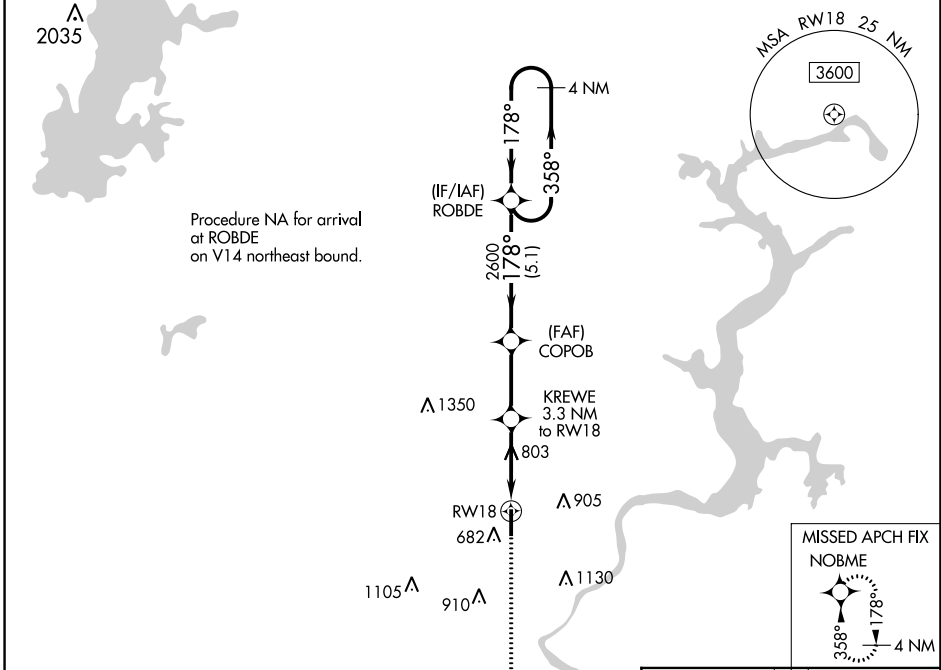 2035
MSA RW18 25 NM
3600
4 NM
178°
358°
(IF/IAF)
ROBDE
Procedure NA for arrival
at ROBDE
on V14 northeast bound.
2600
178°
(5.1)
(FAF)
COPOB
1350
KREWE
3.3 NM
to RW18
803
RW18
905
682
MISSED APCH FIX
NOBME
1105
910
1130
358°
178°
4 NM